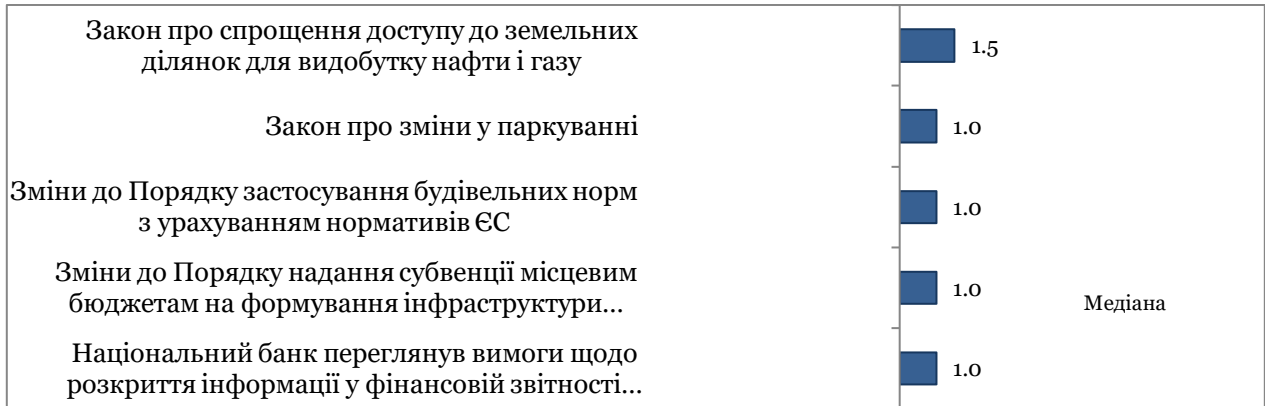 Закон про спрощення доступу до земельних
ділянок для видобутку нафти і газу
1.5
Закон про зміни у паркуванні
1.0
Зміни до Порядку застосування будівельних норм
з урахуванням нормативів ЄС
1.0
Зміни до Порядку надання субвенції місцевим
бюджетам на формування інфраструктури...
1.0
Медіана
Національний банк переглянув вимоги щодо
розкриття інформації у фінансовій звітності...
1.0